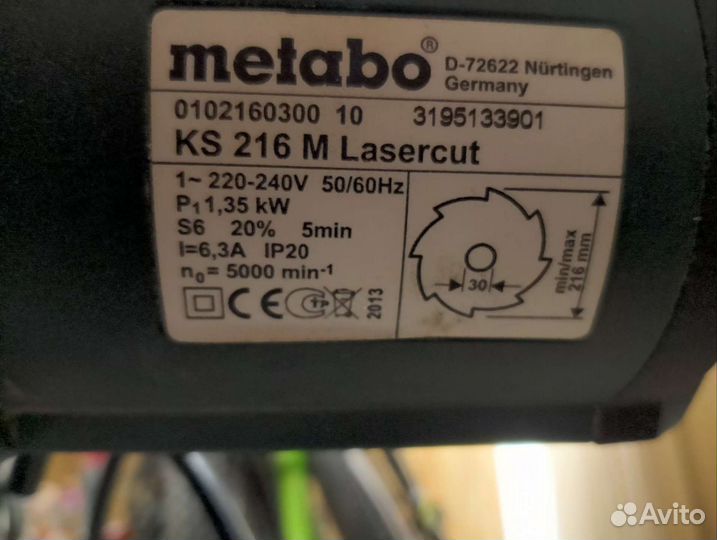 metabo® D-72622 Nürtingen
Germany
0102160300 10 3195133901
KS 216 M Lasercut
1~ 220-240V 50/60Hz
P₁ 1,35 kW
S6 20% 5min
I=6,3A IP20
n₀= 5000 min⁻¹
CE 2013
30
min/max
216 mm
Avito